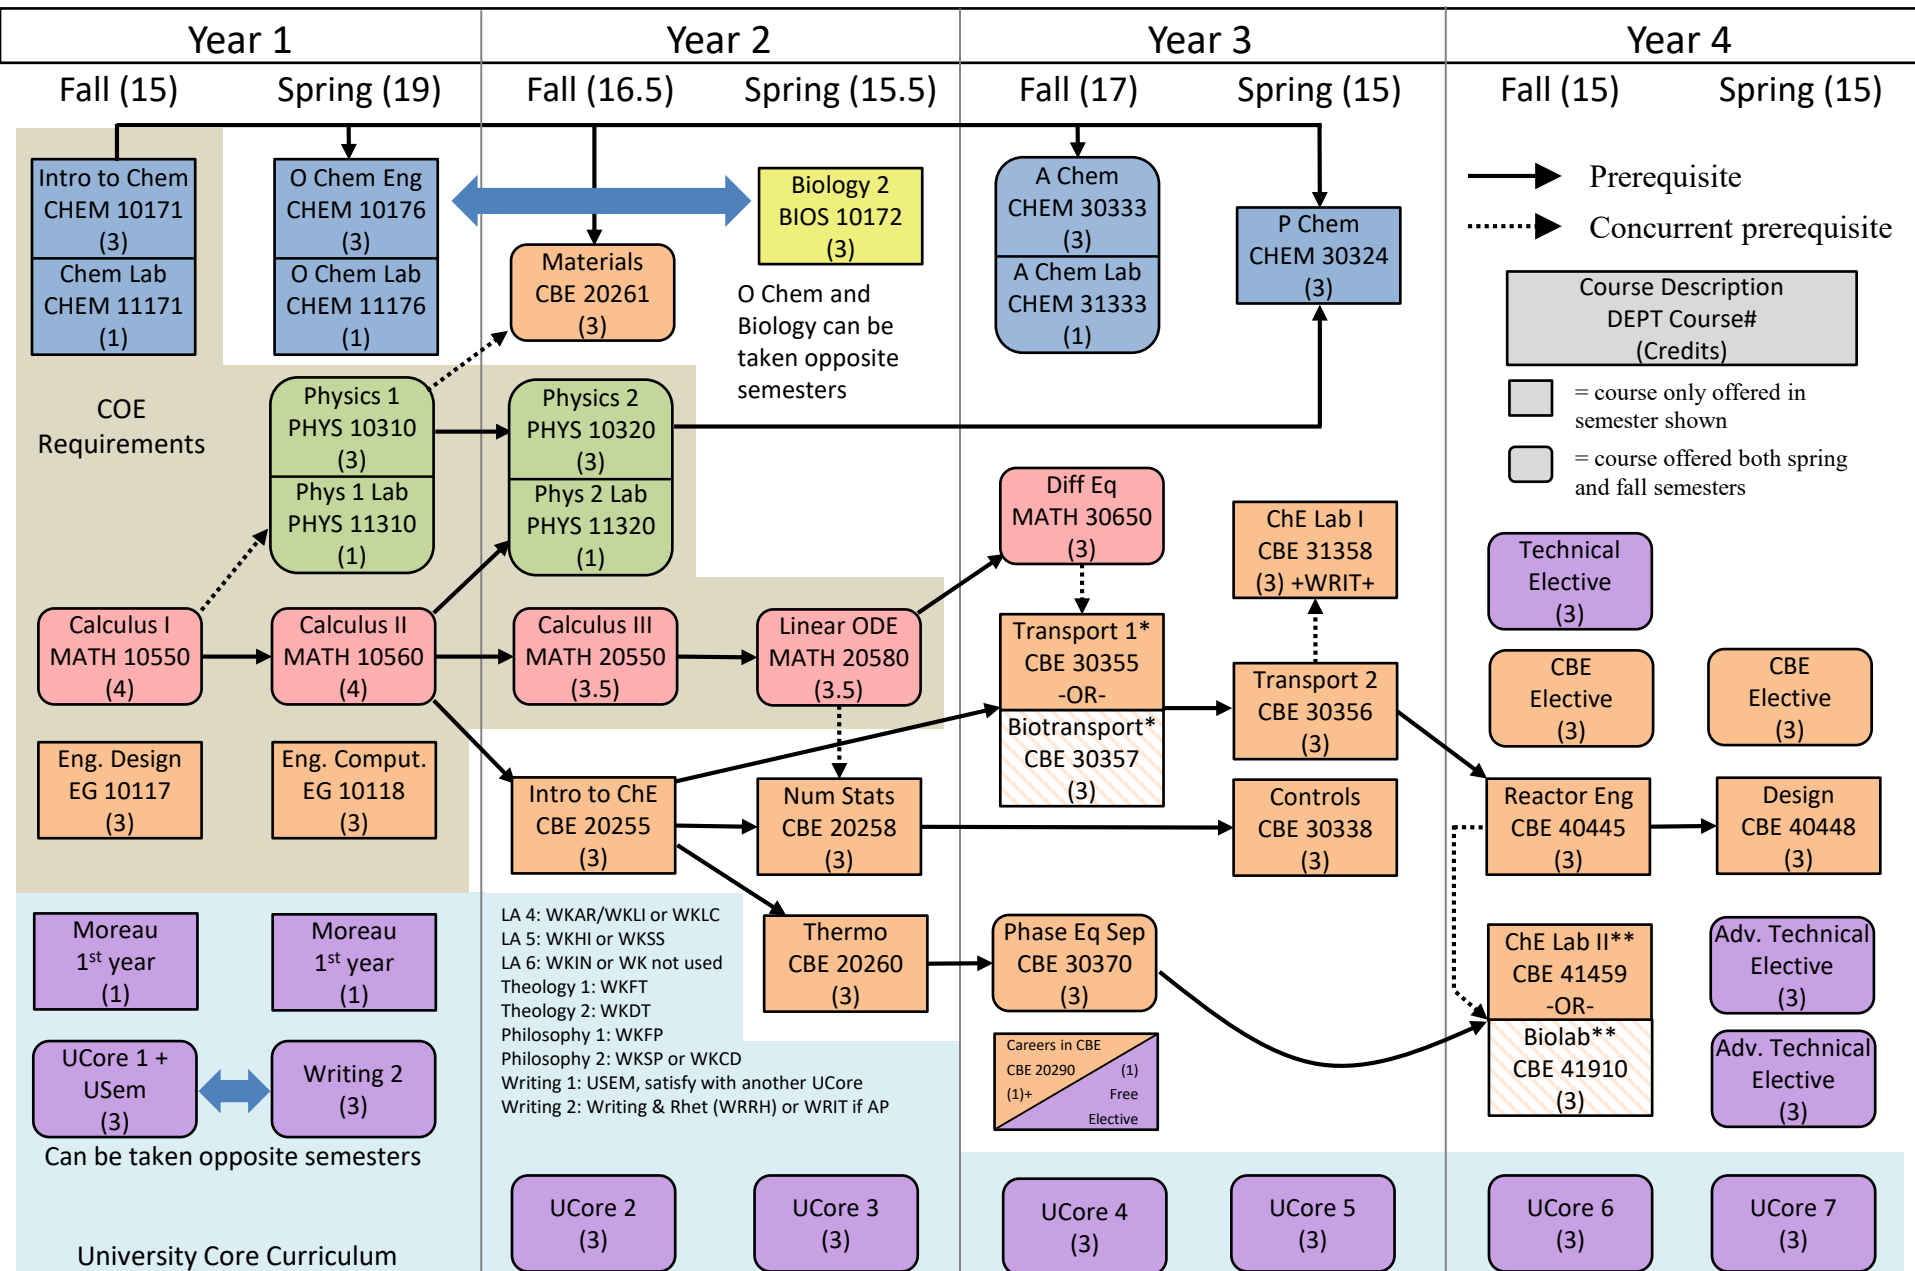 Year 1
Year 2
Year 3
Year 4
Fall (15)
Spring (19)
Fall (16.5)
Spring (15.5)
Fall (17)
Spring (15)
Fall (15)
Spring (15)
Intro to Chem
CHEM 10171
(3)
Chem Lab
CHEM 11171
(1)
O Chem Eng
CHEM 10176
(3)
O Chem Lab
CHEM 11176
(1)
Materials
CBE 20261
(3)
Biology 2
BIOS 10172
(3)
O Chem and
Biology can be
taken opposite
semesters
A Chem
CHEM 30333
(3)
A Chem Lab
CHEM 31333
(1)
P Chem
CHEM 30324
(3)
Prerequisite
Concurrent prerequisite
Course Description
DEPT Course#
(Credits)
= course only offered in
semester shown
= course offered both spring
and fall semesters
COE
Requirements
Physics 1
PHYS 10310
(3)
Phys 1 Lab
PHYS 11310
(1)
Physics 2
PHYS 10320
(3)
Phys 2 Lab
PHYS 11320
(1)
Diff Eq
MATH 30650
(3)
ChE Lab I
CBE 31358
(3) +WRIT+
Technical
Elective
(3)
Calculus I
MATH 10550
(4)
Calculus II
MATH 10560
(4)
Calculus III
MATH 20550
(3.5)
Linear ODE
MATH 20580
(3.5)
Transport 1*
CBE 30355
-OR-
Biotransport*
CBE 30357
(3)
Transport 2
CBE 30356
(3)
CBE
Elective
(3)
CBE
Elective
(3)
Eng. Design
EG 10117
(3)
Eng. Comput.
EG 10118
(3)
Intro to ChE
CBE 20255
(3)
Num Stats
CBE 20258
(3)
Controls
CBE 30338
(3)
Reactor Eng
CBE 40445
(3)
Design
CBE 40448
(3)
Moreau
1st year
(1)
Moreau
1st year
(1)
LA 4: WKAR/WKLI or WKLC
LA 5: WKHI or WKSS
LA 6: WKIN or WK not used
Theology 1: WKFT
Theology 2: WKDT
Philosophy 1: WKFP
Philosophy 2: WKSP or WKCD
Writing 1: USEM, satisfy with another UCore
Writing 2: Writing & Rhet (WRRH) or WRIT if AP
Thermo
CBE 20260
(3)
Phase Eq Sep
CBE 30370
(3)
ChE Lab II**
CBE 41459
-OR-
Biolab**
CBE 41910
(3)
Adv. Technical
Elective
(3)
UCore 1 +
USem
(3)
Writing 2
(3)
Can be taken opposite semesters
Careers in CBE
CBE 20290
(1)+
(1)
Free
Elective
Adv. Technical
Elective
(3)
University Core Curriculum
UCore 2
(3)
UCore 3
(3)
UCore 4
(3)
UCore 5
(3)
UCore 6
(3)
UCore 7
(3)